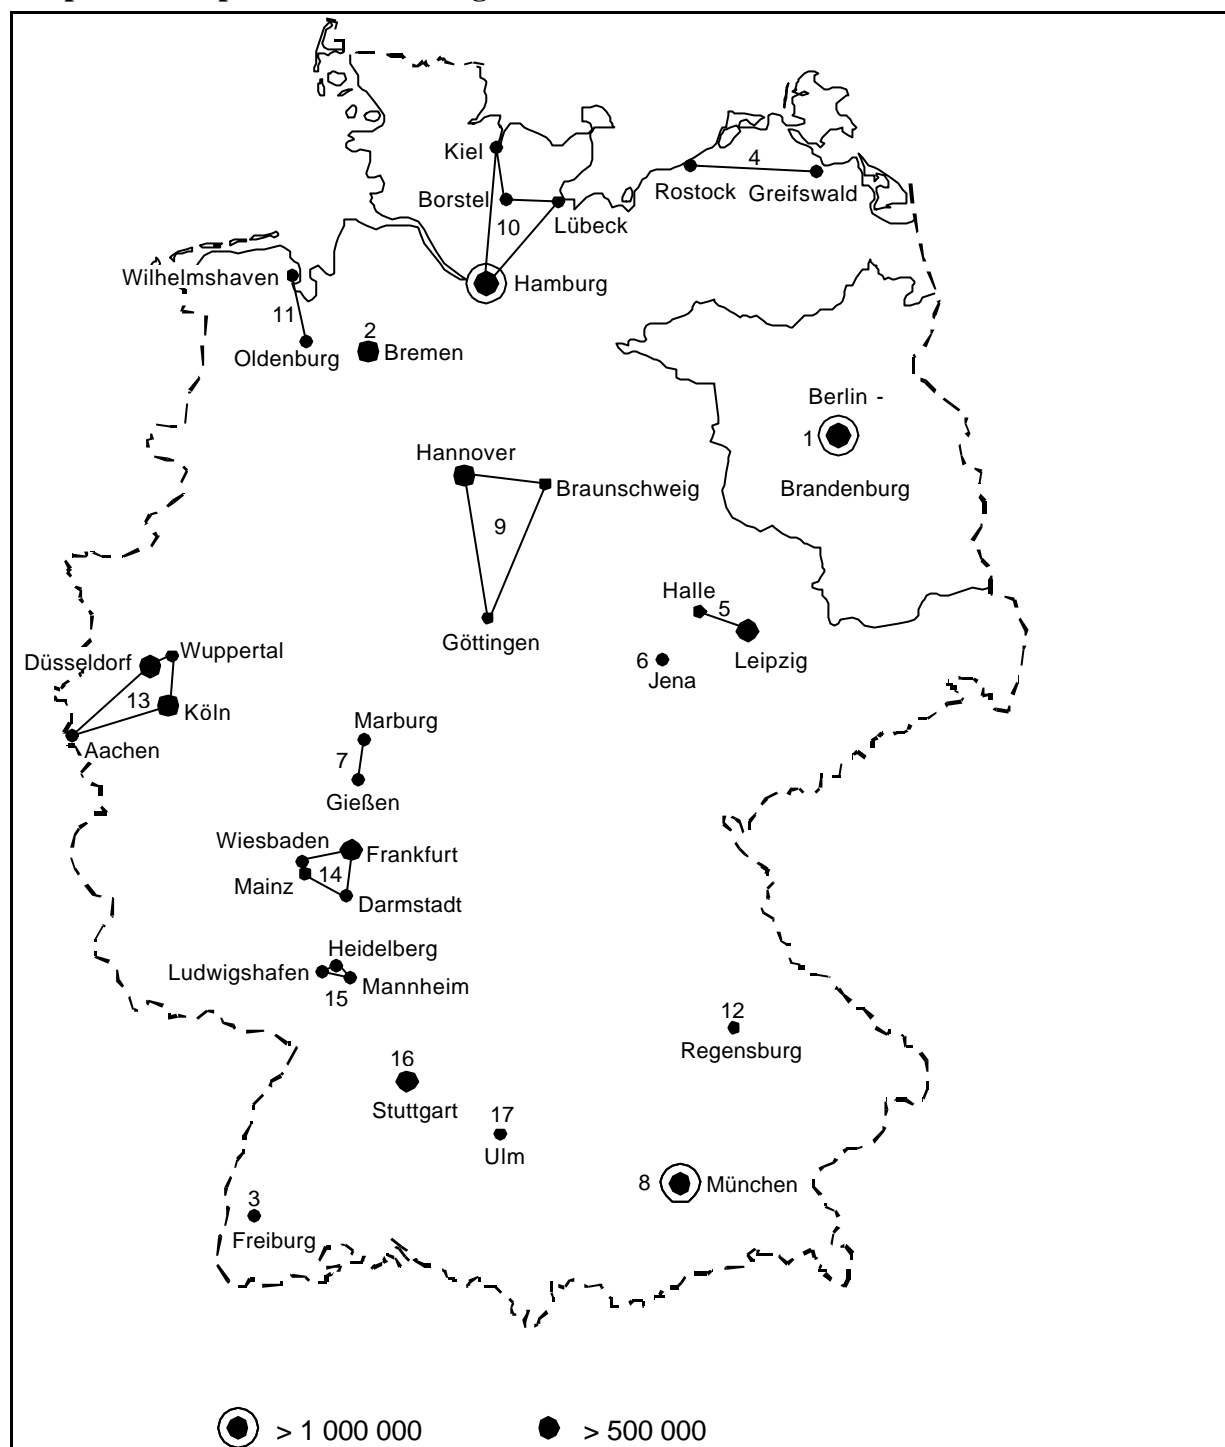 Kiel
4
Rostock
Greifswald
Borstel
10
Lübeck
Wilhelmshaven
Hamburg
11
2
Oldenburg
Bremen
Berlin -
1
Hannover
Braunschweig
Brandenburg
9
Halle
5
Göttingen
Wuppertal
Düsseldorf
6
Leipzig
Jena
13
Köln
Marburg
Aachen
7
Gießen
Wiesbaden
Frankfurt
14
Mainz
Darmstadt
Heidelberg
Ludwigshafen
Mannheim
15
12
Regensburg
16
Stuttgart
17
Ulm
8
München
3
Freiburg
> 1 000 000
> 500 000